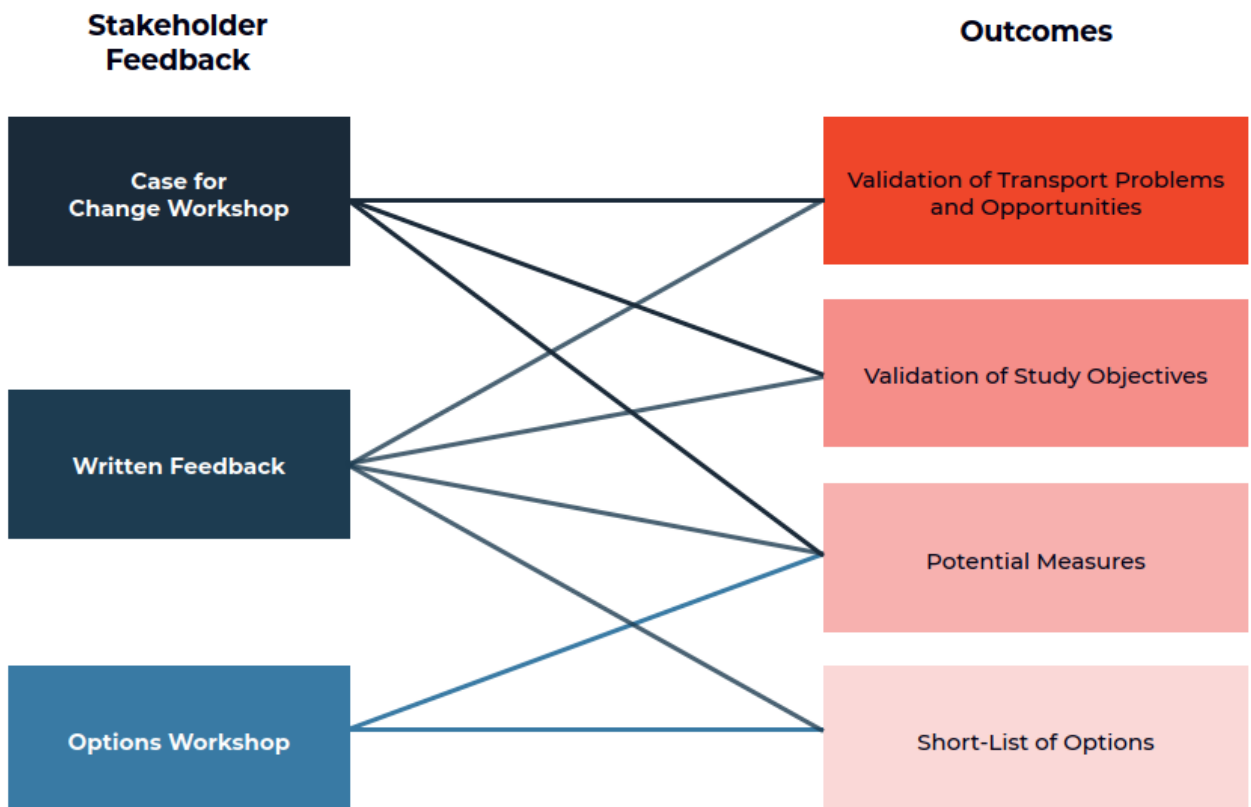 Stakeholder
Feedback
Outcomes
Case for
Change Workshop
Validation of Transport Problems
and Opportunities
Validation of Study Objectives
Written Feedback
Potential Measures
Options Workshop
Short-List of Options